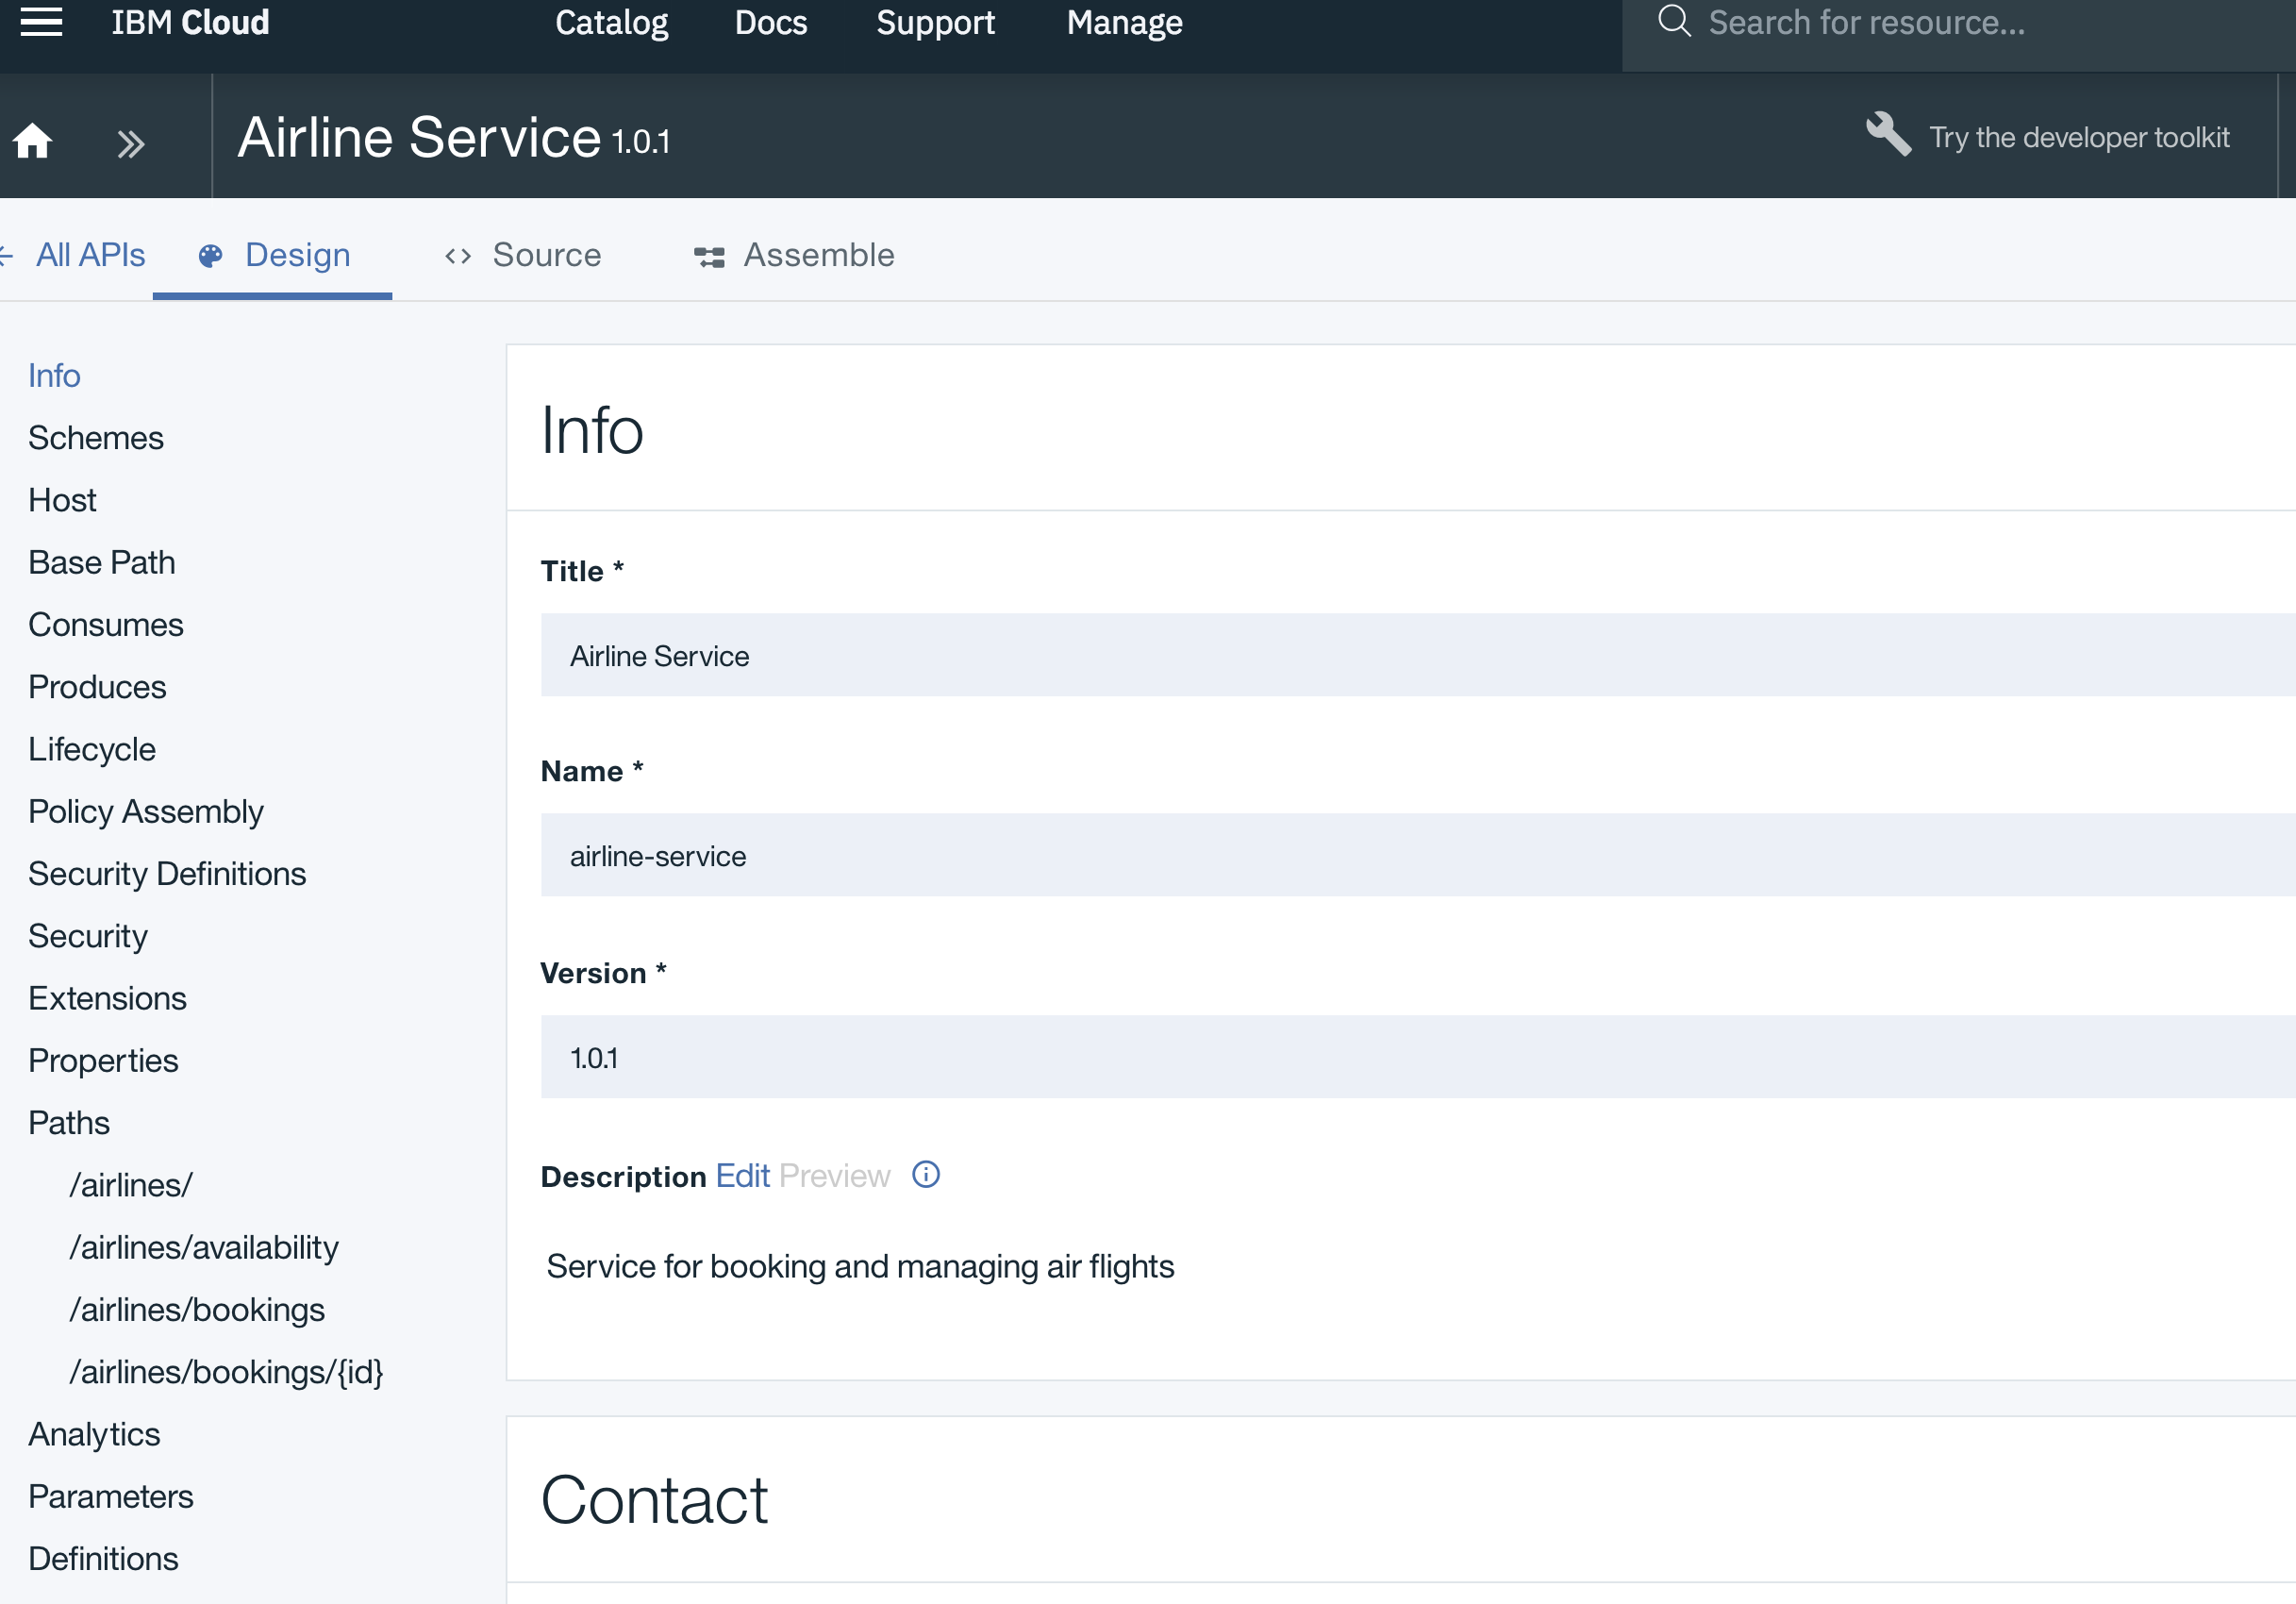 IBM Cloud Catalog Docs Support Manage Search for resource...
Airline Service 1.0.1 Try the developer toolkit
All APIs Design Source Assemble
Info
Schemes
Host
Base Path
Consumes
Produces
Lifecycle
Policy Assembly
Security Definitions
Security
Extensions
Properties
Paths
/airlines/
/airlines/availability
/airlines/bookings
/airlines/bookings/{id}
Analytics
Parameters
Definitions
Info
Title *
Airline Service
Name *
airline-service
Version *
1.0.1
Description Edit Preview
Service for booking and managing air flights
Contact